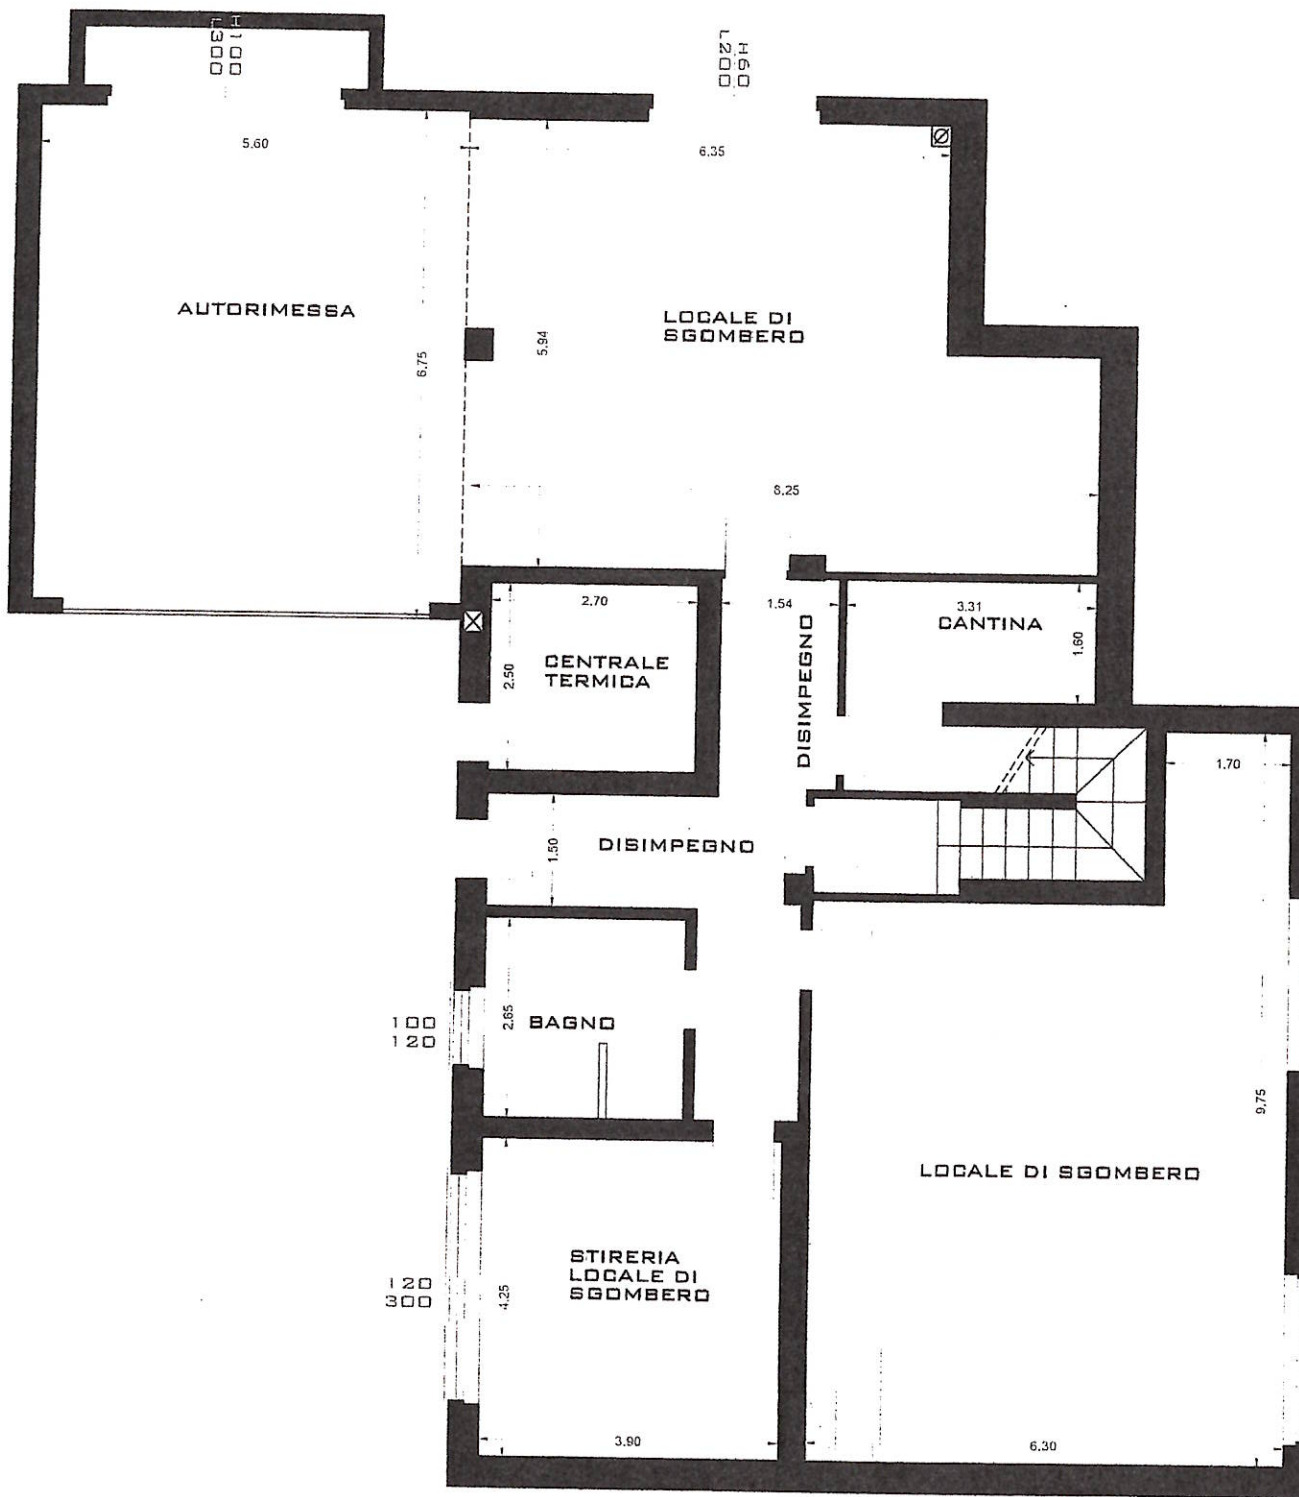 H100
L300
H60
L200
5.60
6.35
AUTORIMESSA
LOCALE DI
SGOMBERO
6.75
5.94
8.25
2.70
1.54
3.31
CANTINA
1.60
CENTRALE
TERMICA
2.50
DISIMPEGNO
1.70
DISIMPEGNO
1.50
BAGNO
2.65
100
120
9.75
LOCALE DI SGOMBERO
STIRERIA
LOCALE DI
SGOMBERO
120
300
4.25
3.90
6.30